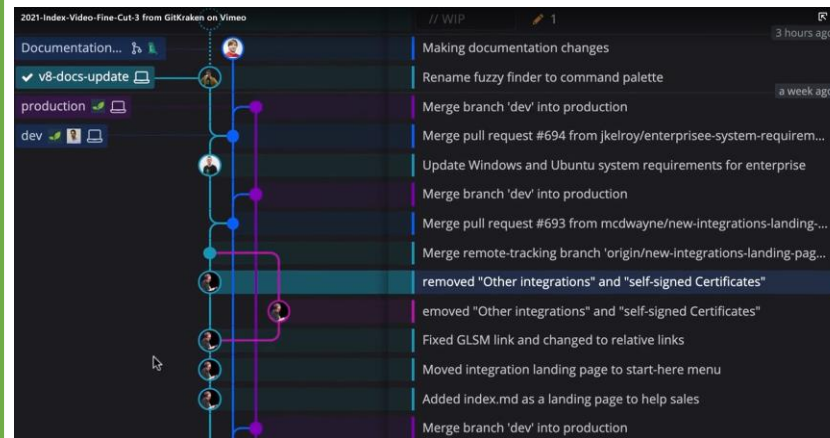 2021-Index-Video-Fine-Cut-3 from GitKraken on Vimeo
// WIP 1
3 hours ago
Documentation... Making documentation changes
v8-docs-update Rename fuzzy finder to command palette
a week ago
production Merge branch 'dev' into production
dev Merge pull request #694 from jkelroy/enterprisee-system-requirem...
Update Windows and Ubuntu system requirements for enterprise
Merge branch 'dev' into production
Merge pull request #693 from mcdwayne/new-integrations-landing-...
Merge remote-tracking branch 'origin/new-integrations-landing-pag...
removed "Other integrations" and "self-signed Certificates"
emoved "Other integrations" and "self-signed Certificates"
Fixed GLSM link and changed to relative links
Moved integration landing page to start-here menu
Added index.md as a landing page to help sales
Merge branch 'dev' into production